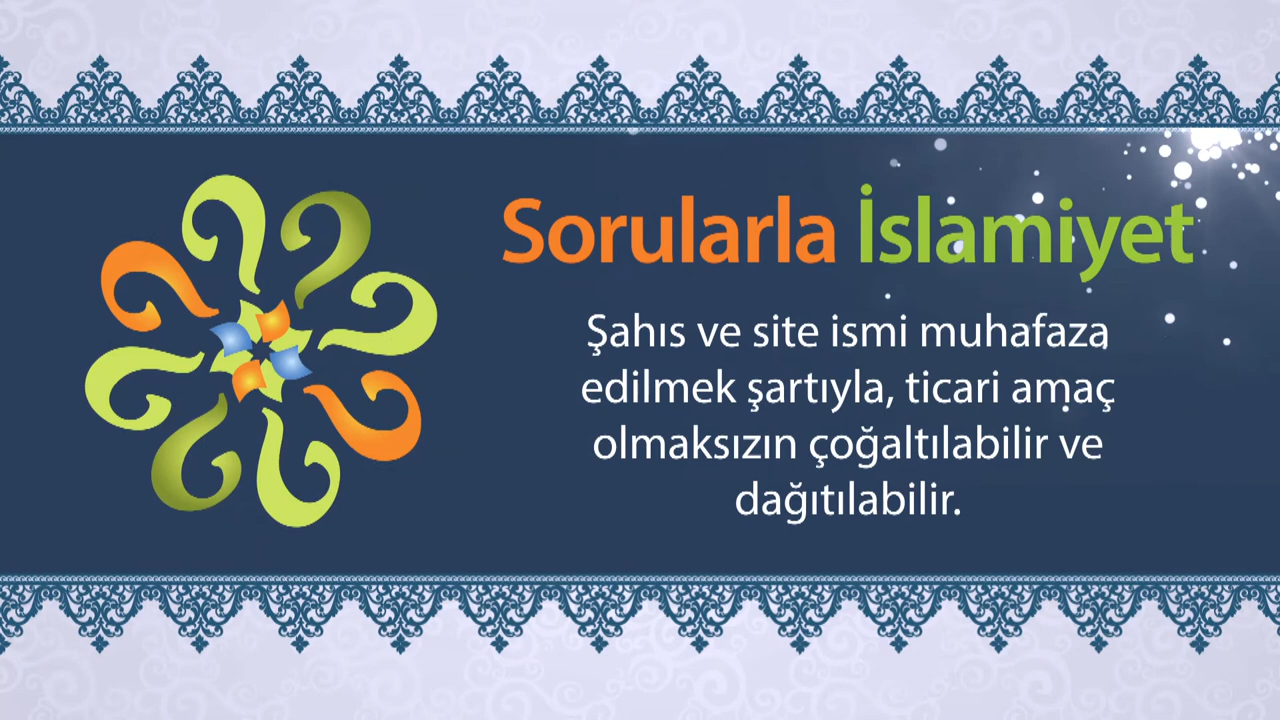 Sorularla İslamiyet
Şahıs ve site ismi muhafaza
edilmek şartıyla, ticari amaç
olmaksızın çoğaltılabilir ve
dağıtılabilir.